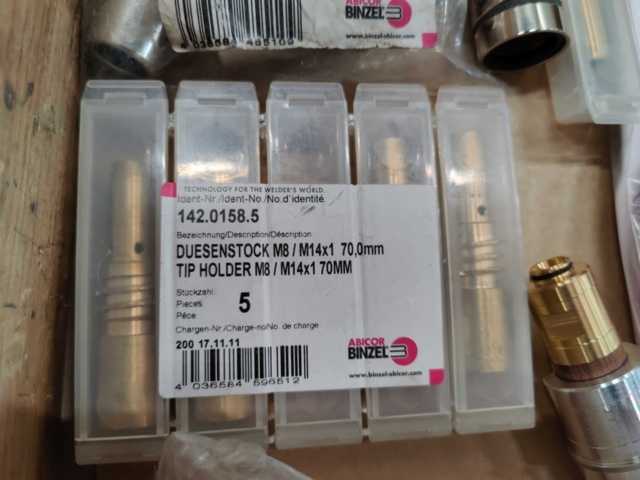 ABICOR
BINZEL
www.binzel-abicor.com
TECHNOLOGY FOR THE WELDER'S WORLD.
Ident-Nr./Ident-No./No.d'identité
142.0158.5
Bezeichnung/Description/Déscription
DUESENSTOCK M8 / M14x1 70,0mm
TIP HOLDER M8 / M14x1 70MM
Stückzahl
Pieces
Péce
5
Chargen-Nr./Charge-no/No. de charge
200 17.11.11
4 036584 596512
ABICOR
BINZEL
www.binzel-abicor.com